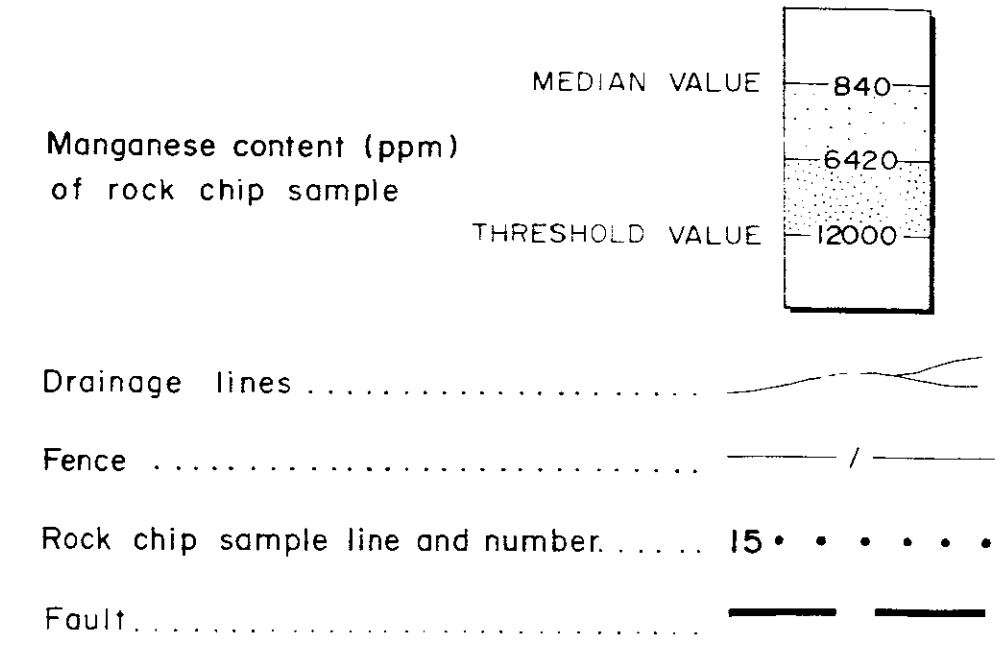 MEDIAN VALUE 840
Manganese content (ppm)
of rock chip sample
6420
THRESHOLD VALUE 12000
Drainage lines
Fence
Rock chip sample line and number 15
Fault